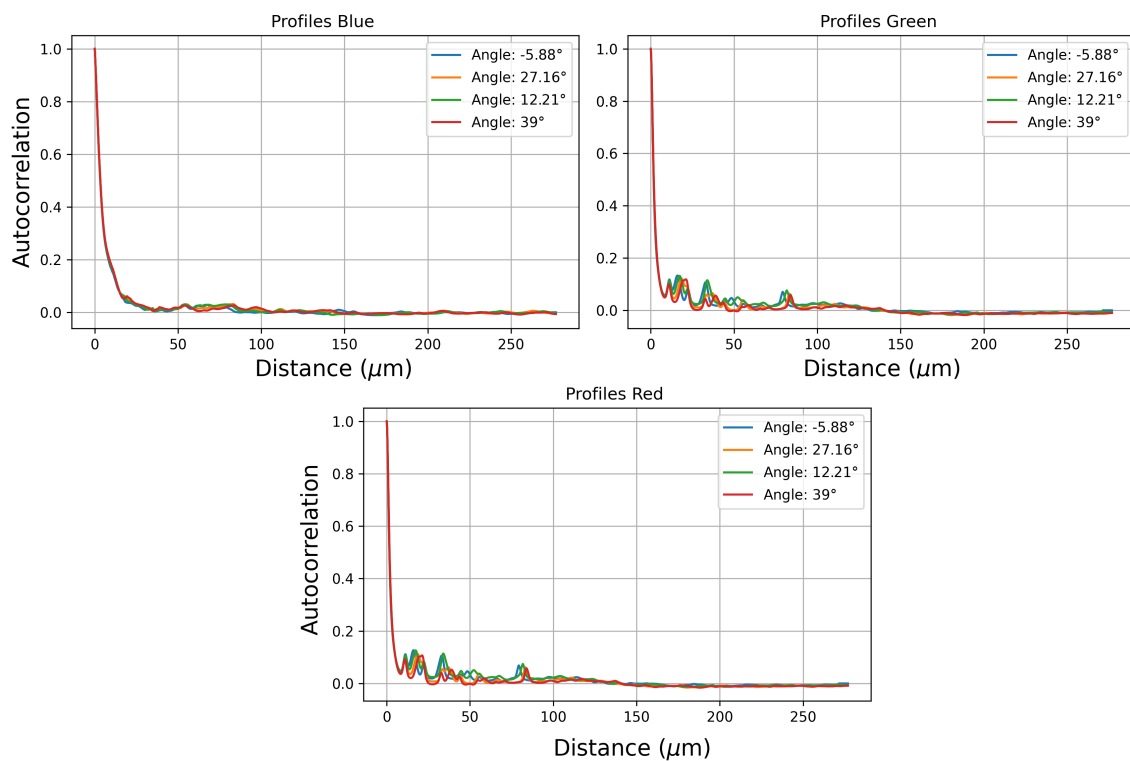 Profiles Blue
1.0
0.8
0.6
0.4
0.2
0.0
Autocorrelation
Angle: -5.88°
Angle: 27.16°
Angle: 12.21°
Angle: 39°
0 50 100 150 200 250
Distance (μm)
Profiles Green
1.0
0.8
0.6
0.4
0.2
0.0
Angle: -5.88°
Angle: 27.16°
Angle: 12.21°
Angle: 39°
0 50 100 150 200 250
Distance (μm)
Profiles Red
1.0
0.8
0.6
0.4
0.2
0.0
Autocorrelation
Angle: -5.88°
Angle: 27.16°
Angle: 12.21°
Angle: 39°
0 50 100 150 200 250
Distance (μm)